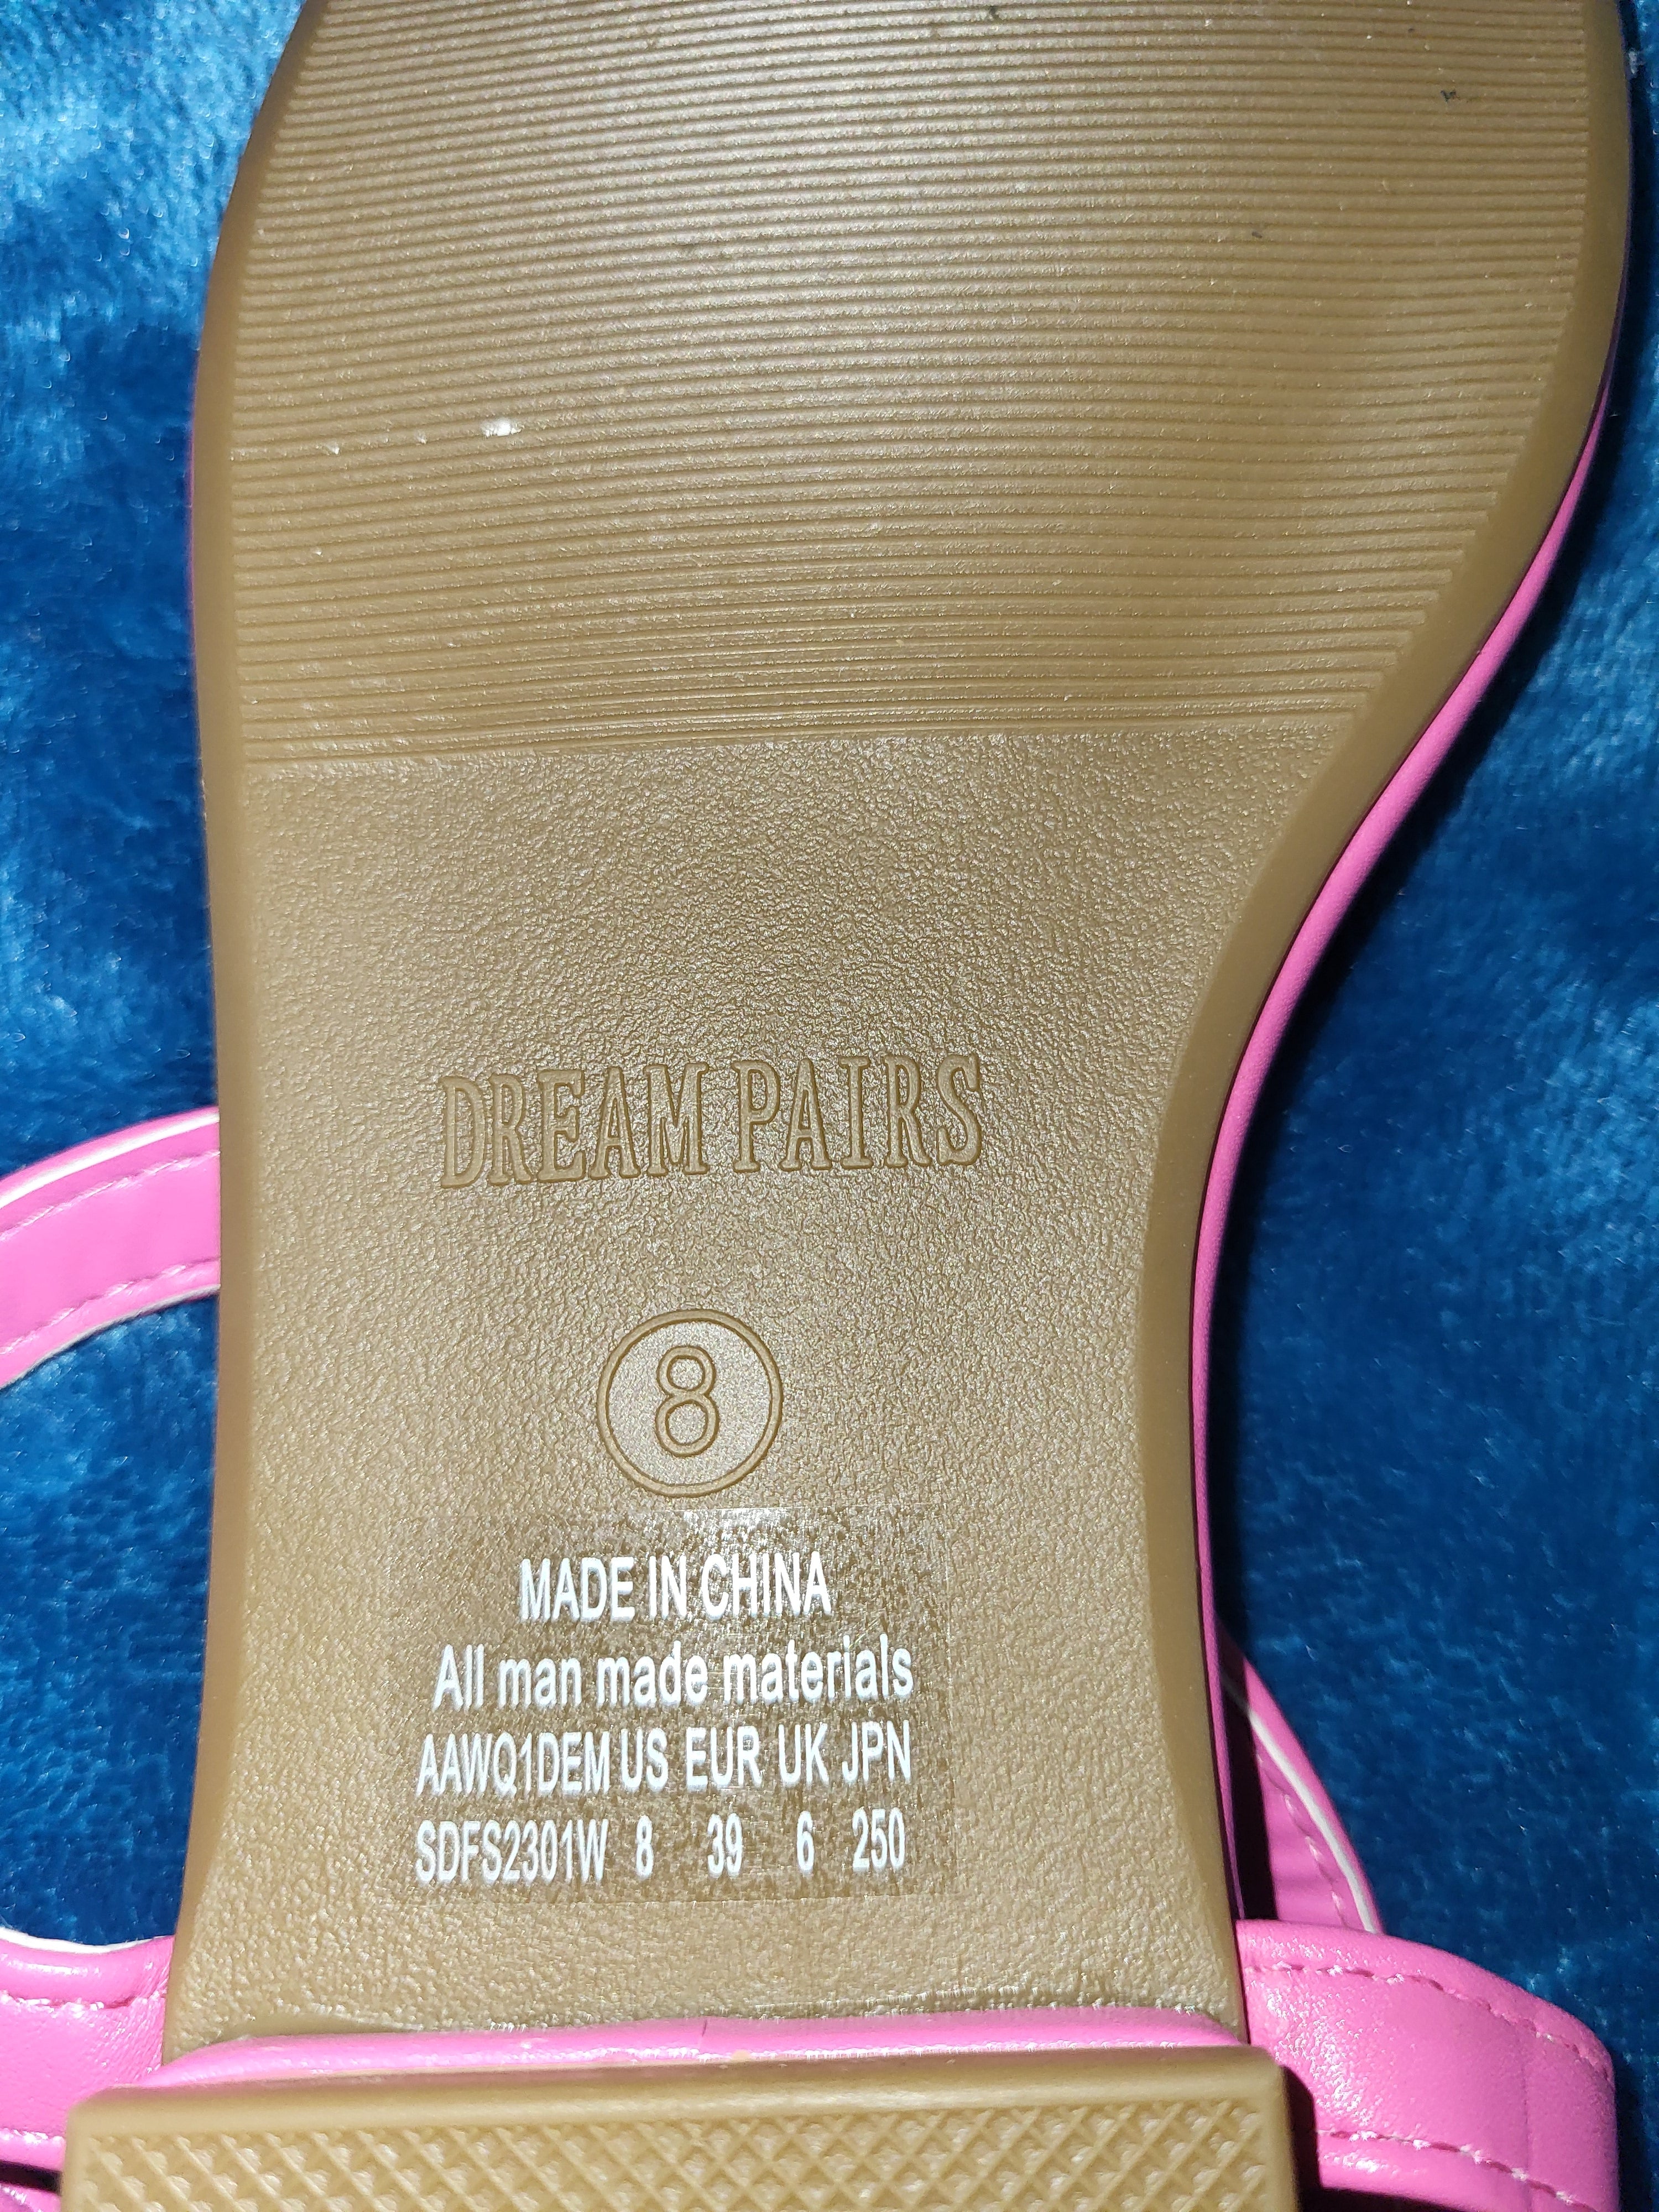 DREAM PAIRS
8
MADE IN CHINA
All man made materials
AAWQ1DEM US EUR UK JPN
SDFS2301W 8 39 6 250